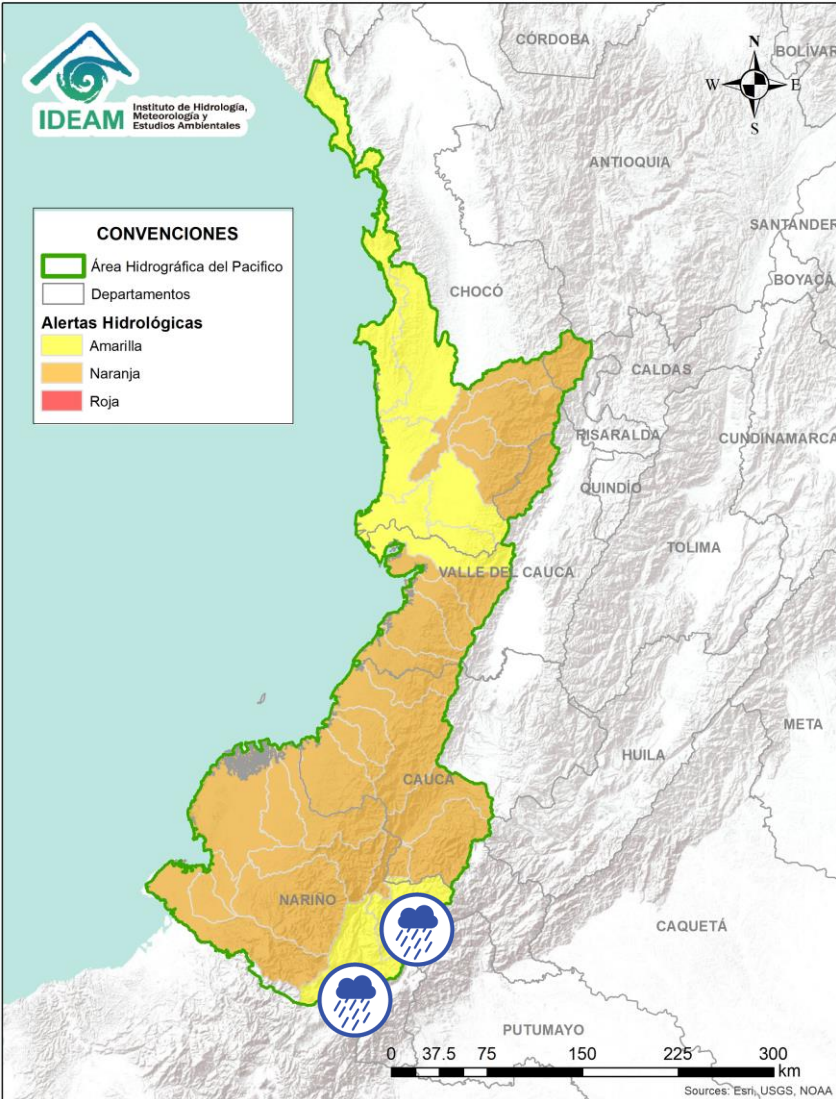 IDEAM
Instituto de Hidrología,
Meteorología y
Estudios Ambientales
N
W
E
S
CÓRDOBA
BOLÍVAR
ANTIOQUIA
SANTANDER
BOYACÁ
CONVENCIONES
Área Hidrográfica del Pacifico
Departamentos
Alertas Hidrológicas
Amarilla
Naranja
Roja
CHOCÓ
CALDAS
RISARALDA
CUNDINAMARCA
QUINDÍO
TOLIMA
VALLE DEL CAUCA
META
HUILA
CAUCA
NARIÑO
CAQUETÁ
PUTUMAYO
0 37.5 75 150 225 300
km
Sources: Esri, USGS, NOAA